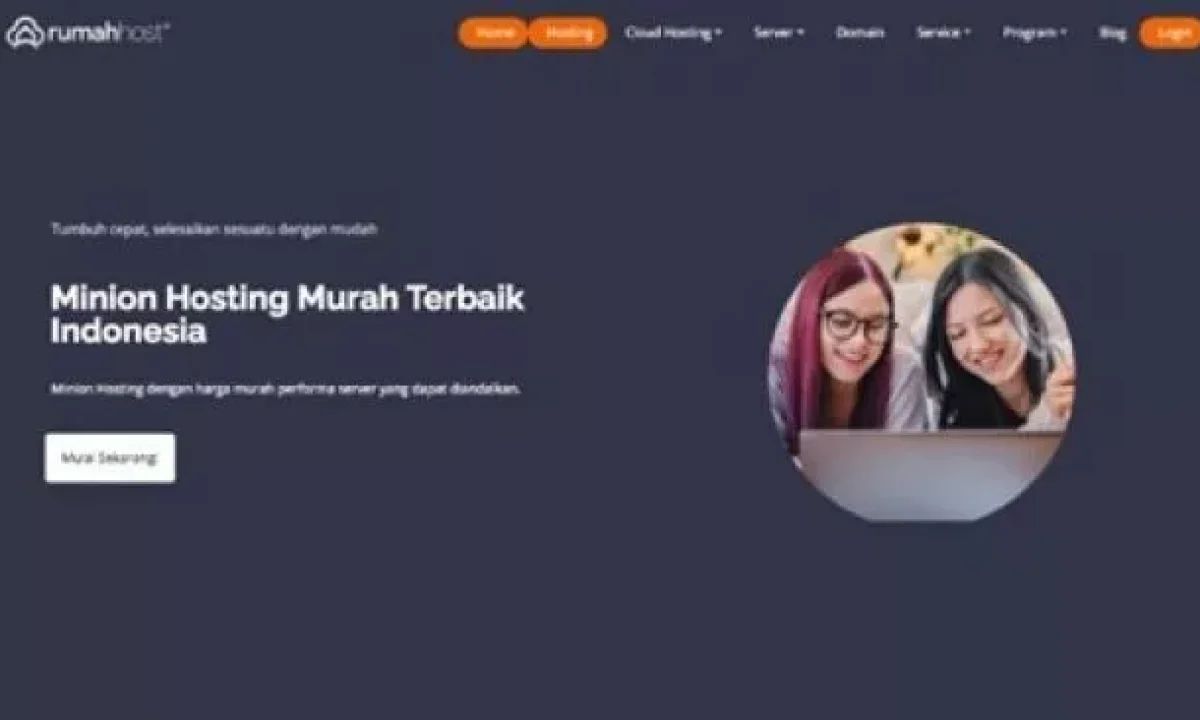 rumahhost
Home Hosting Cloud Hosting Server Domain Service Program Blog Login
Tumbuh cepat, selesaikan sesuatu dengan mudah
Minion Hosting Murah Terbaik
Indonesia
Minion Hosting dengan harga murah performa server yang dapat diandalkan.
Mulai Sekarang!